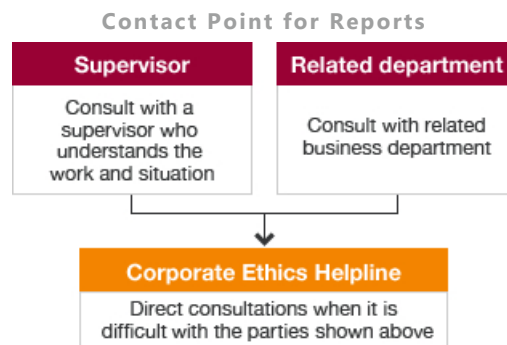 Contact Point for Reports
Supervisor
Consult with a
supervisor who
understands the
work and situation
Related department
Consult with related
business department
Corporate Ethics Helpline
Direct consultations when it is
difficult with the parties shown above